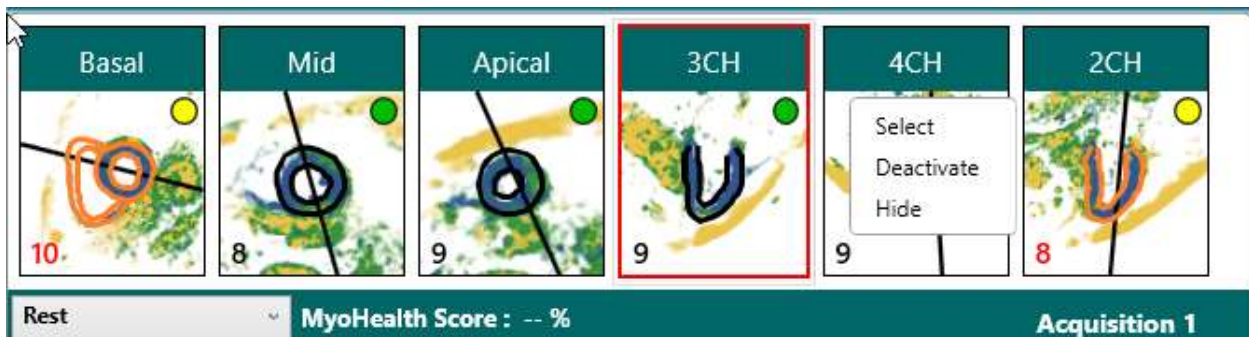 Basal Mid Apical 3CH 4CH 2CH
Select
Deactivate
Hide
10 8 9 9 9 8
Rest MyoHealth Score : -- % Acquisition 1